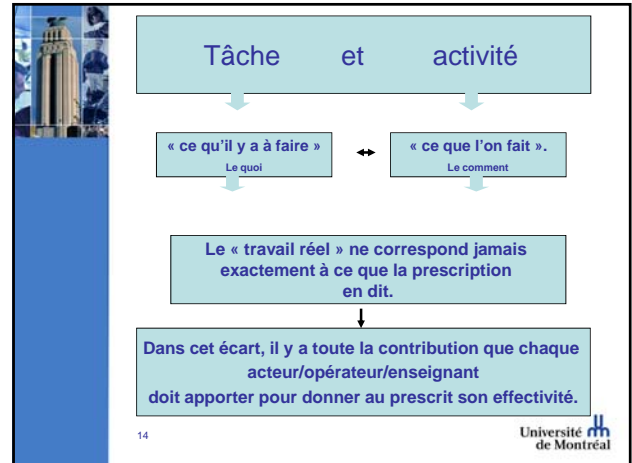 Tâche et activité
« ce qu'il y a à faire »
Le quoi
« ce que l'on fait ».
Le comment
Le « travail réel » ne correspond jamais
exactement à ce que la prescription
en dit.
Dans cet écart, il y a toute la contribution que chaque
acteur/opérateur/enseignant
doit apporter pour donner au prescrit son effectivité.
14
Université
de Montréal